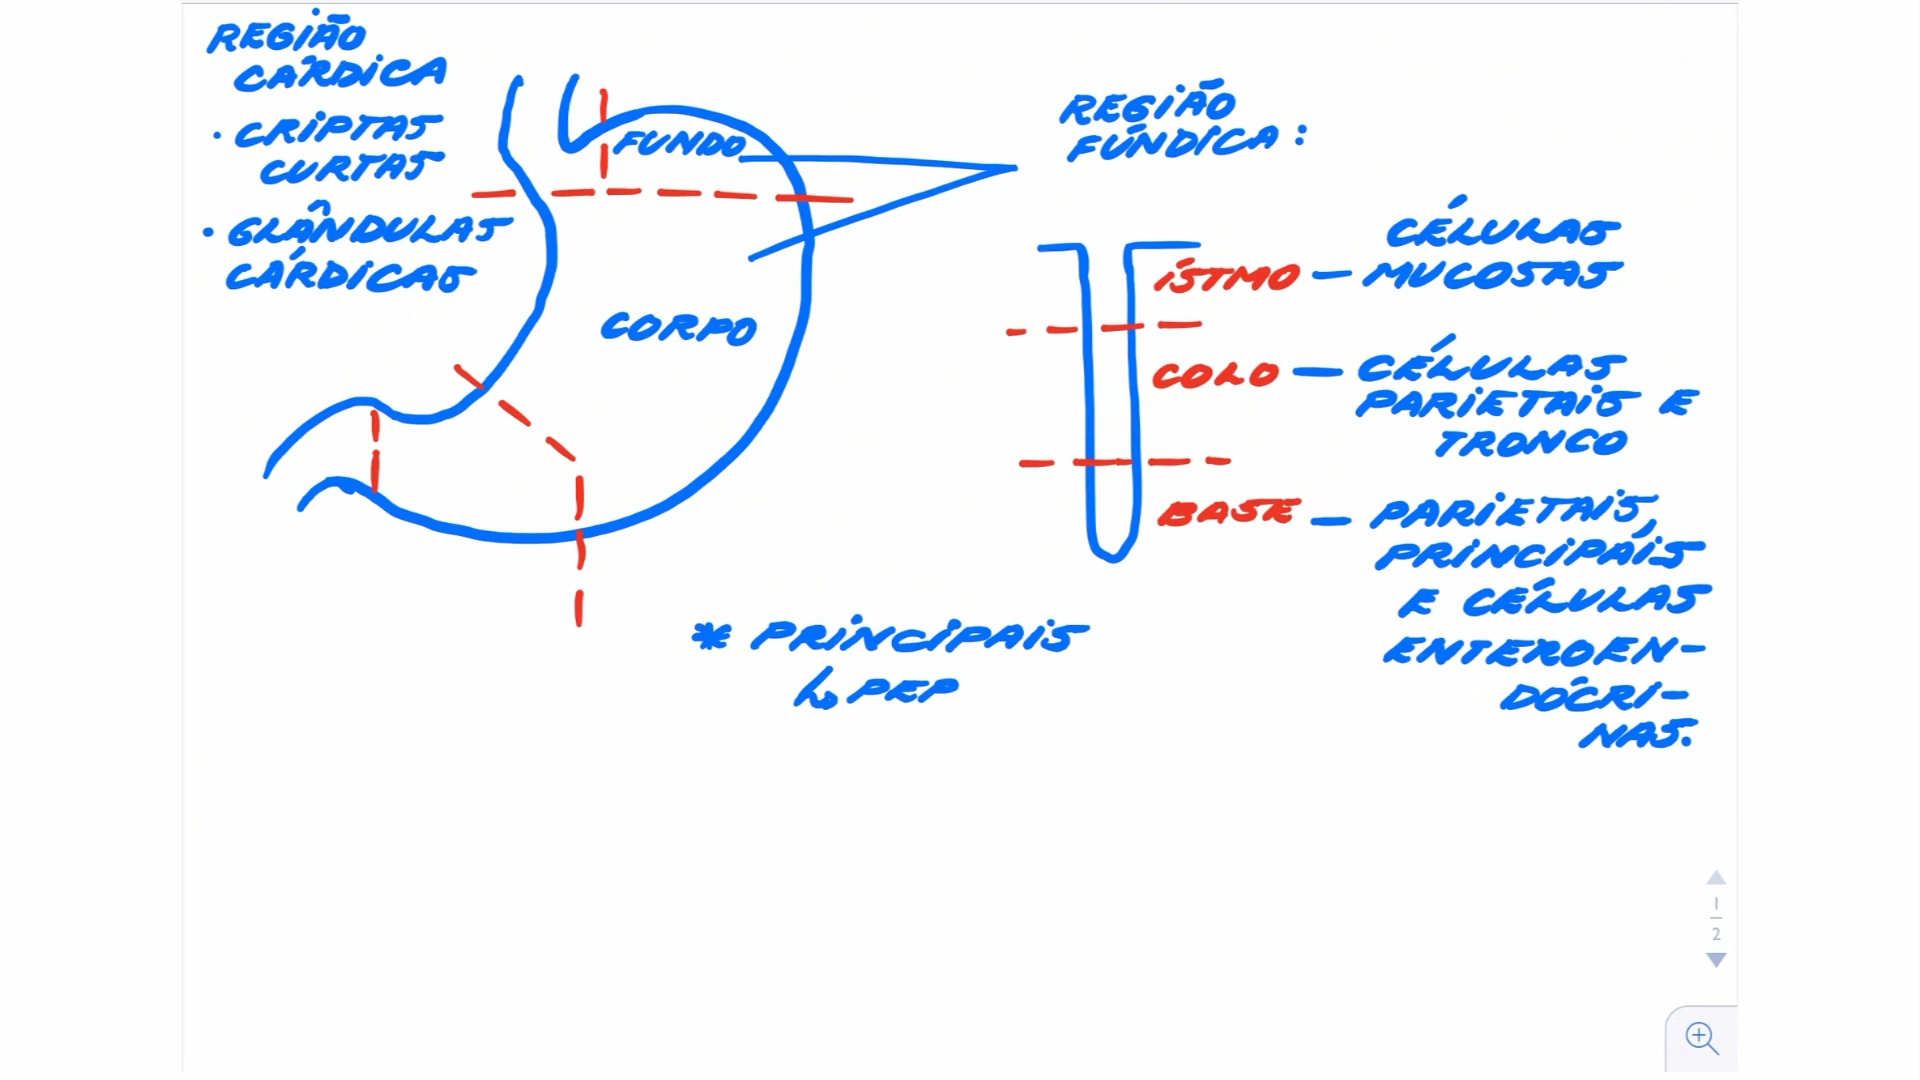 REGIÃO
CÁRDICA
• CRIPTAS
CURTAS
• GLÂNDULAS
CÁRDICAS
FUNDO
CORPO
REGIÃO
FÚNDICA:
ÍSTMO – CÉLULAS
MUCOSAS
COLO – CÉLULAS
PARIETAIS E
TRONCO
BASE – PARIETAIS,
PRINCIPAIS
E CÉLULAS
ENTEROEN-
DÓCRI-
NAS.
* PRINCIPAIS
↳ PEP
1
2